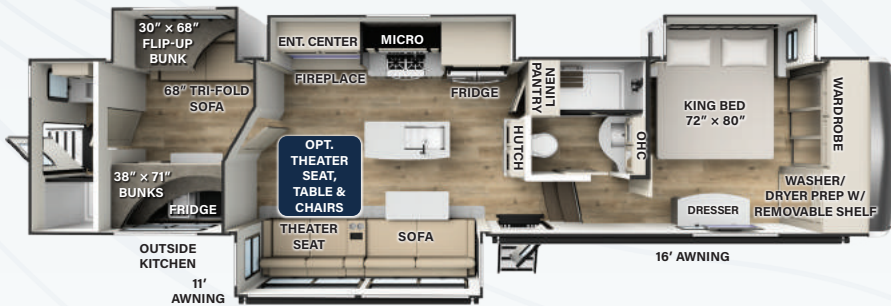 30” × 68”
FLIP-UP
BUNK
68” TRI-FOLD
SOFA
38” × 71”
BUNKS
FRIDGE
OUTSIDE
KITCHEN
11’
AWNING
ENT. CENTER
FIREPLACE
MICRO
FRIDGE
OPT.
THEATER
SEAT,
TABLE &
CHAIRS
THEATER
SEAT
SOFA
HUTCH
PANTRY
LINEN
OHC
KING BED
72” × 80”
WARDROBE
WASHER/
DRYER PREP W/
REMOVABLE SHELF
DRESSER
16’ AWNING